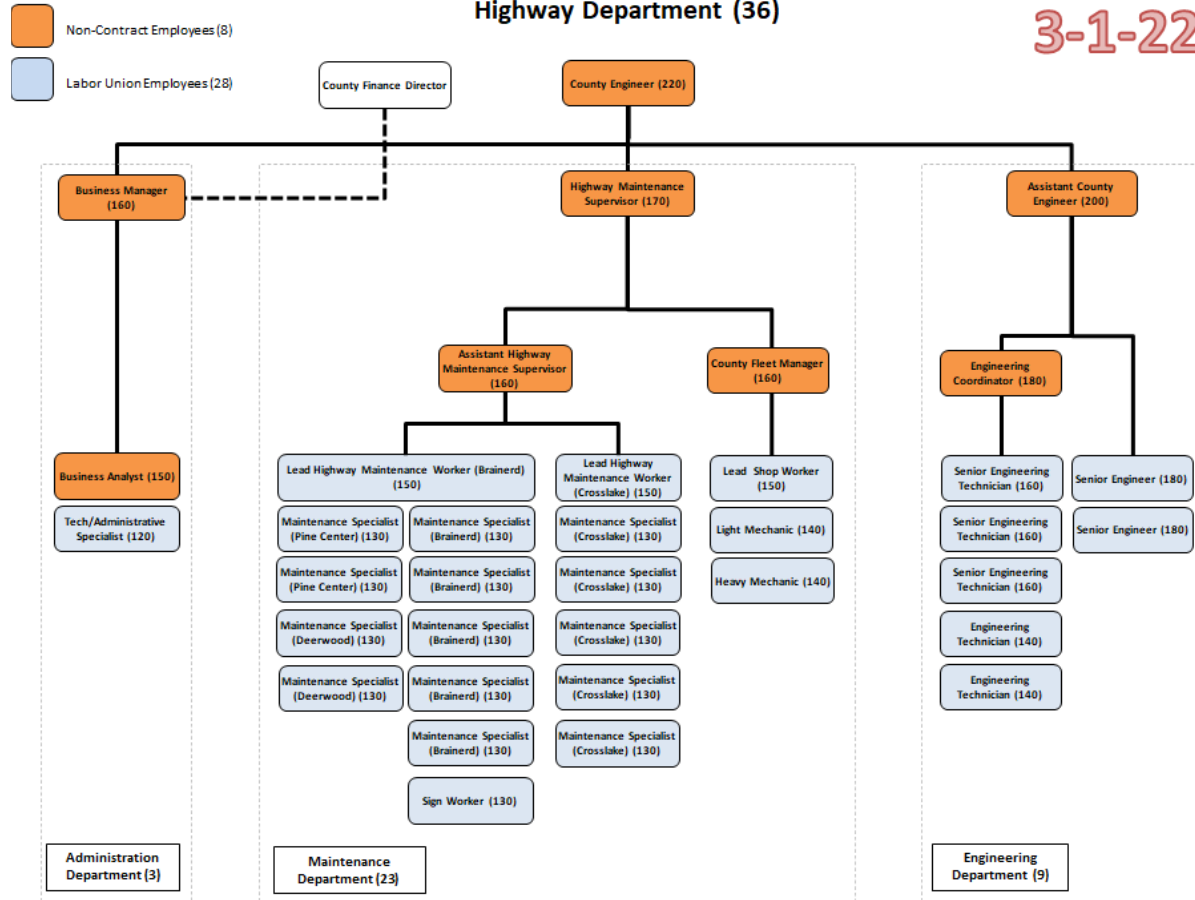 Highway Department (36)
3-1-22
Non-Contract Employees (8)
Labor Union Employees (28)
County Finance Director
County Engineer (220)
Business Manager
(160)
Highway Maintenance
Supervisor (170)
Assistant County
Engineer (200)
Assistant Highway
Maintenance Supervisor
(160)
County Fleet Manager
(160)
Engineering
Coordinator (180)
Business Analyst (150)
Tech/Administrative
Specialist (120)
Lead Highway Maintenance Worker (Brainerd)
(150)
Maintenance Specialist
(Pine Center) (130)
Maintenance Specialist
(Pine Center) (130)
Maintenance Specialist
(Deerwood) (130)
Maintenance Specialist
(Deerwood) (130)
Maintenance Specialist
(Brainerd) (130)
Maintenance Specialist
(Brainerd) (130)
Maintenance Specialist
(Brainerd) (130)
Maintenance Specialist
(Brainerd) (130)
Maintenance Specialist
(Brainerd) (130)
Sign Worker (130)
Lead Highway
Maintenance Worker
(Crosslake) (150)
Maintenance Specialist
(Crosslake) (130)
Maintenance Specialist
(Crosslake) (130)
Maintenance Specialist
(Crosslake) (130)
Maintenance Specialist
(Crosslake) (130)
Maintenance Specialist
(Crosslake) (130)
Lead Shop Worker
(150)
Light Mechanic (140)
Heavy Mechanic (140)
Senior Engineering
Technician (160)
Senior Engineering
Technician (160)
Senior Engineering
Technician (160)
Engineering
Technician (140)
Engineering
Technician (140)
Senior Engineer (180)
Senior Engineer (180)
Administration
Department (3)
Maintenance
Department (23)
Engineering
Department (9)